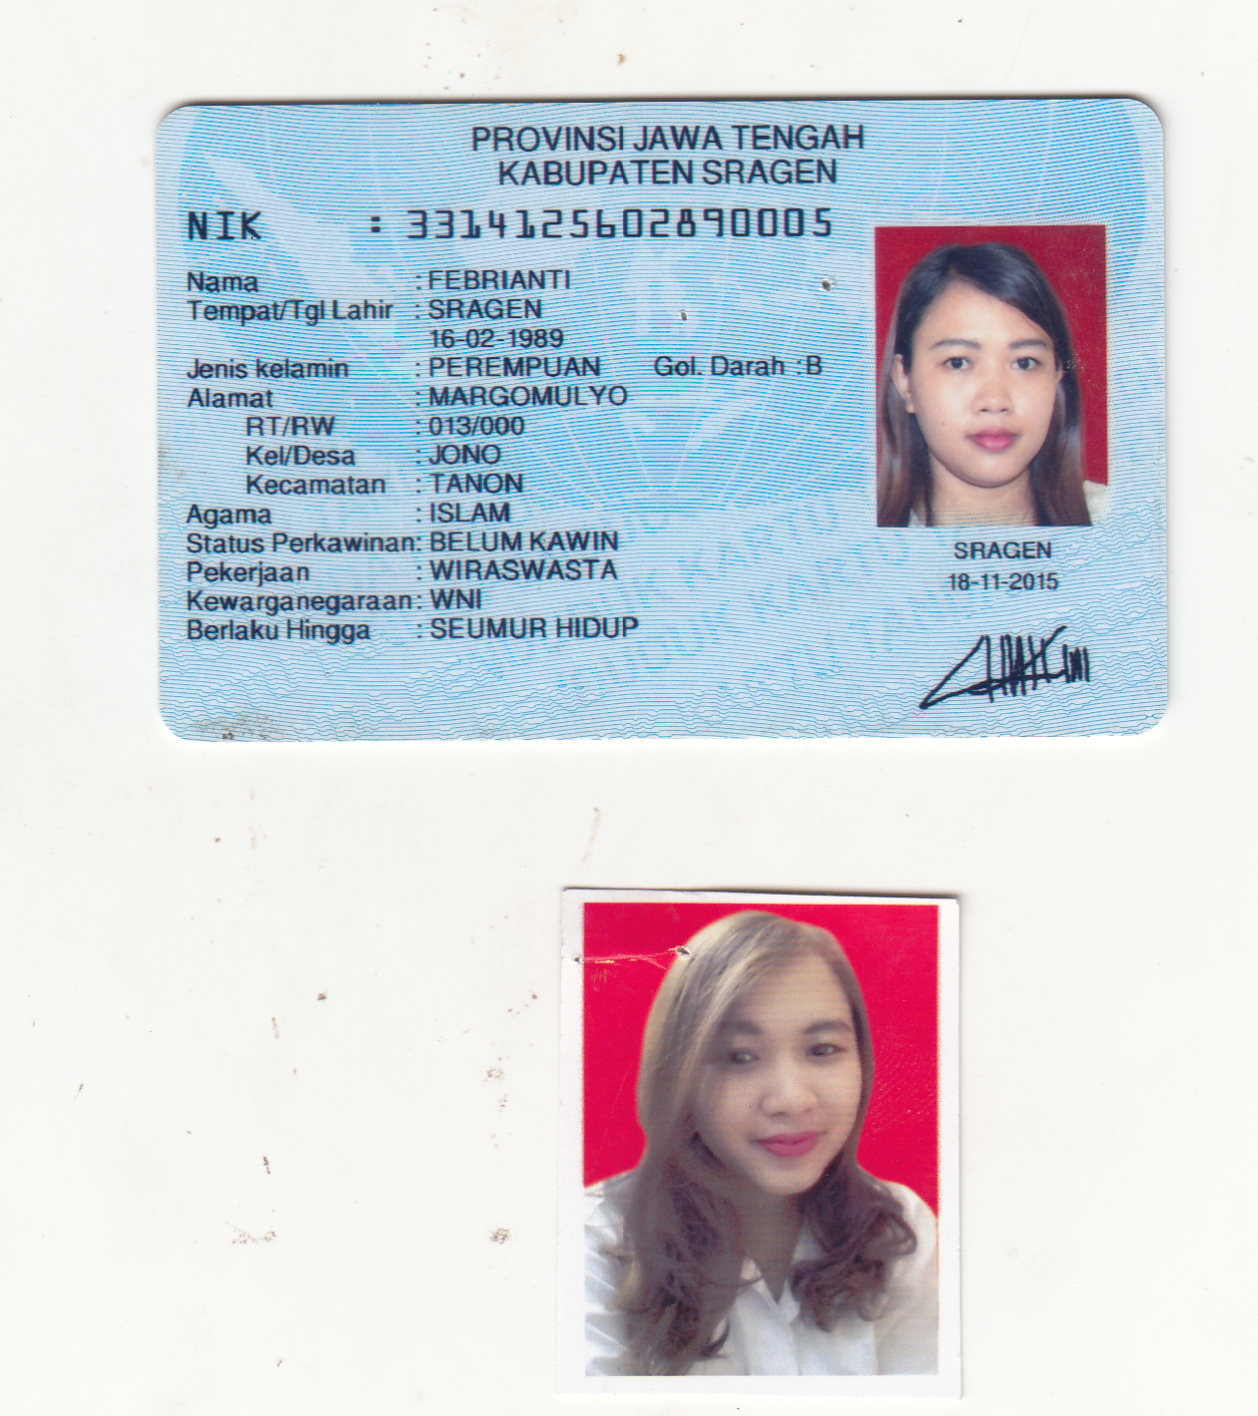 PROVINSI JAWA TENGAH
KABUPATEN SRAGEN
NIK : 3314125602890005
Nama : FEBRIANTI
Tempat/Tgl Lahir : SRAGEN
16-02-1989
Jenis kelamin : PEREMPUAN Gol. Darah : B
Alamat : MARGOMULYO
RT/RW : 013/000
Kel/Desa : JONO
Kecamatan : TANON
Agama : ISLAM
Status Perkawinan: BELUM KAWIN
Pekerjaan : WIRASWASTA
Kewarganegaraan: WNI
Berlaku Hingga : SEUMUR HIDUP
SRAGEN
18-11-2015